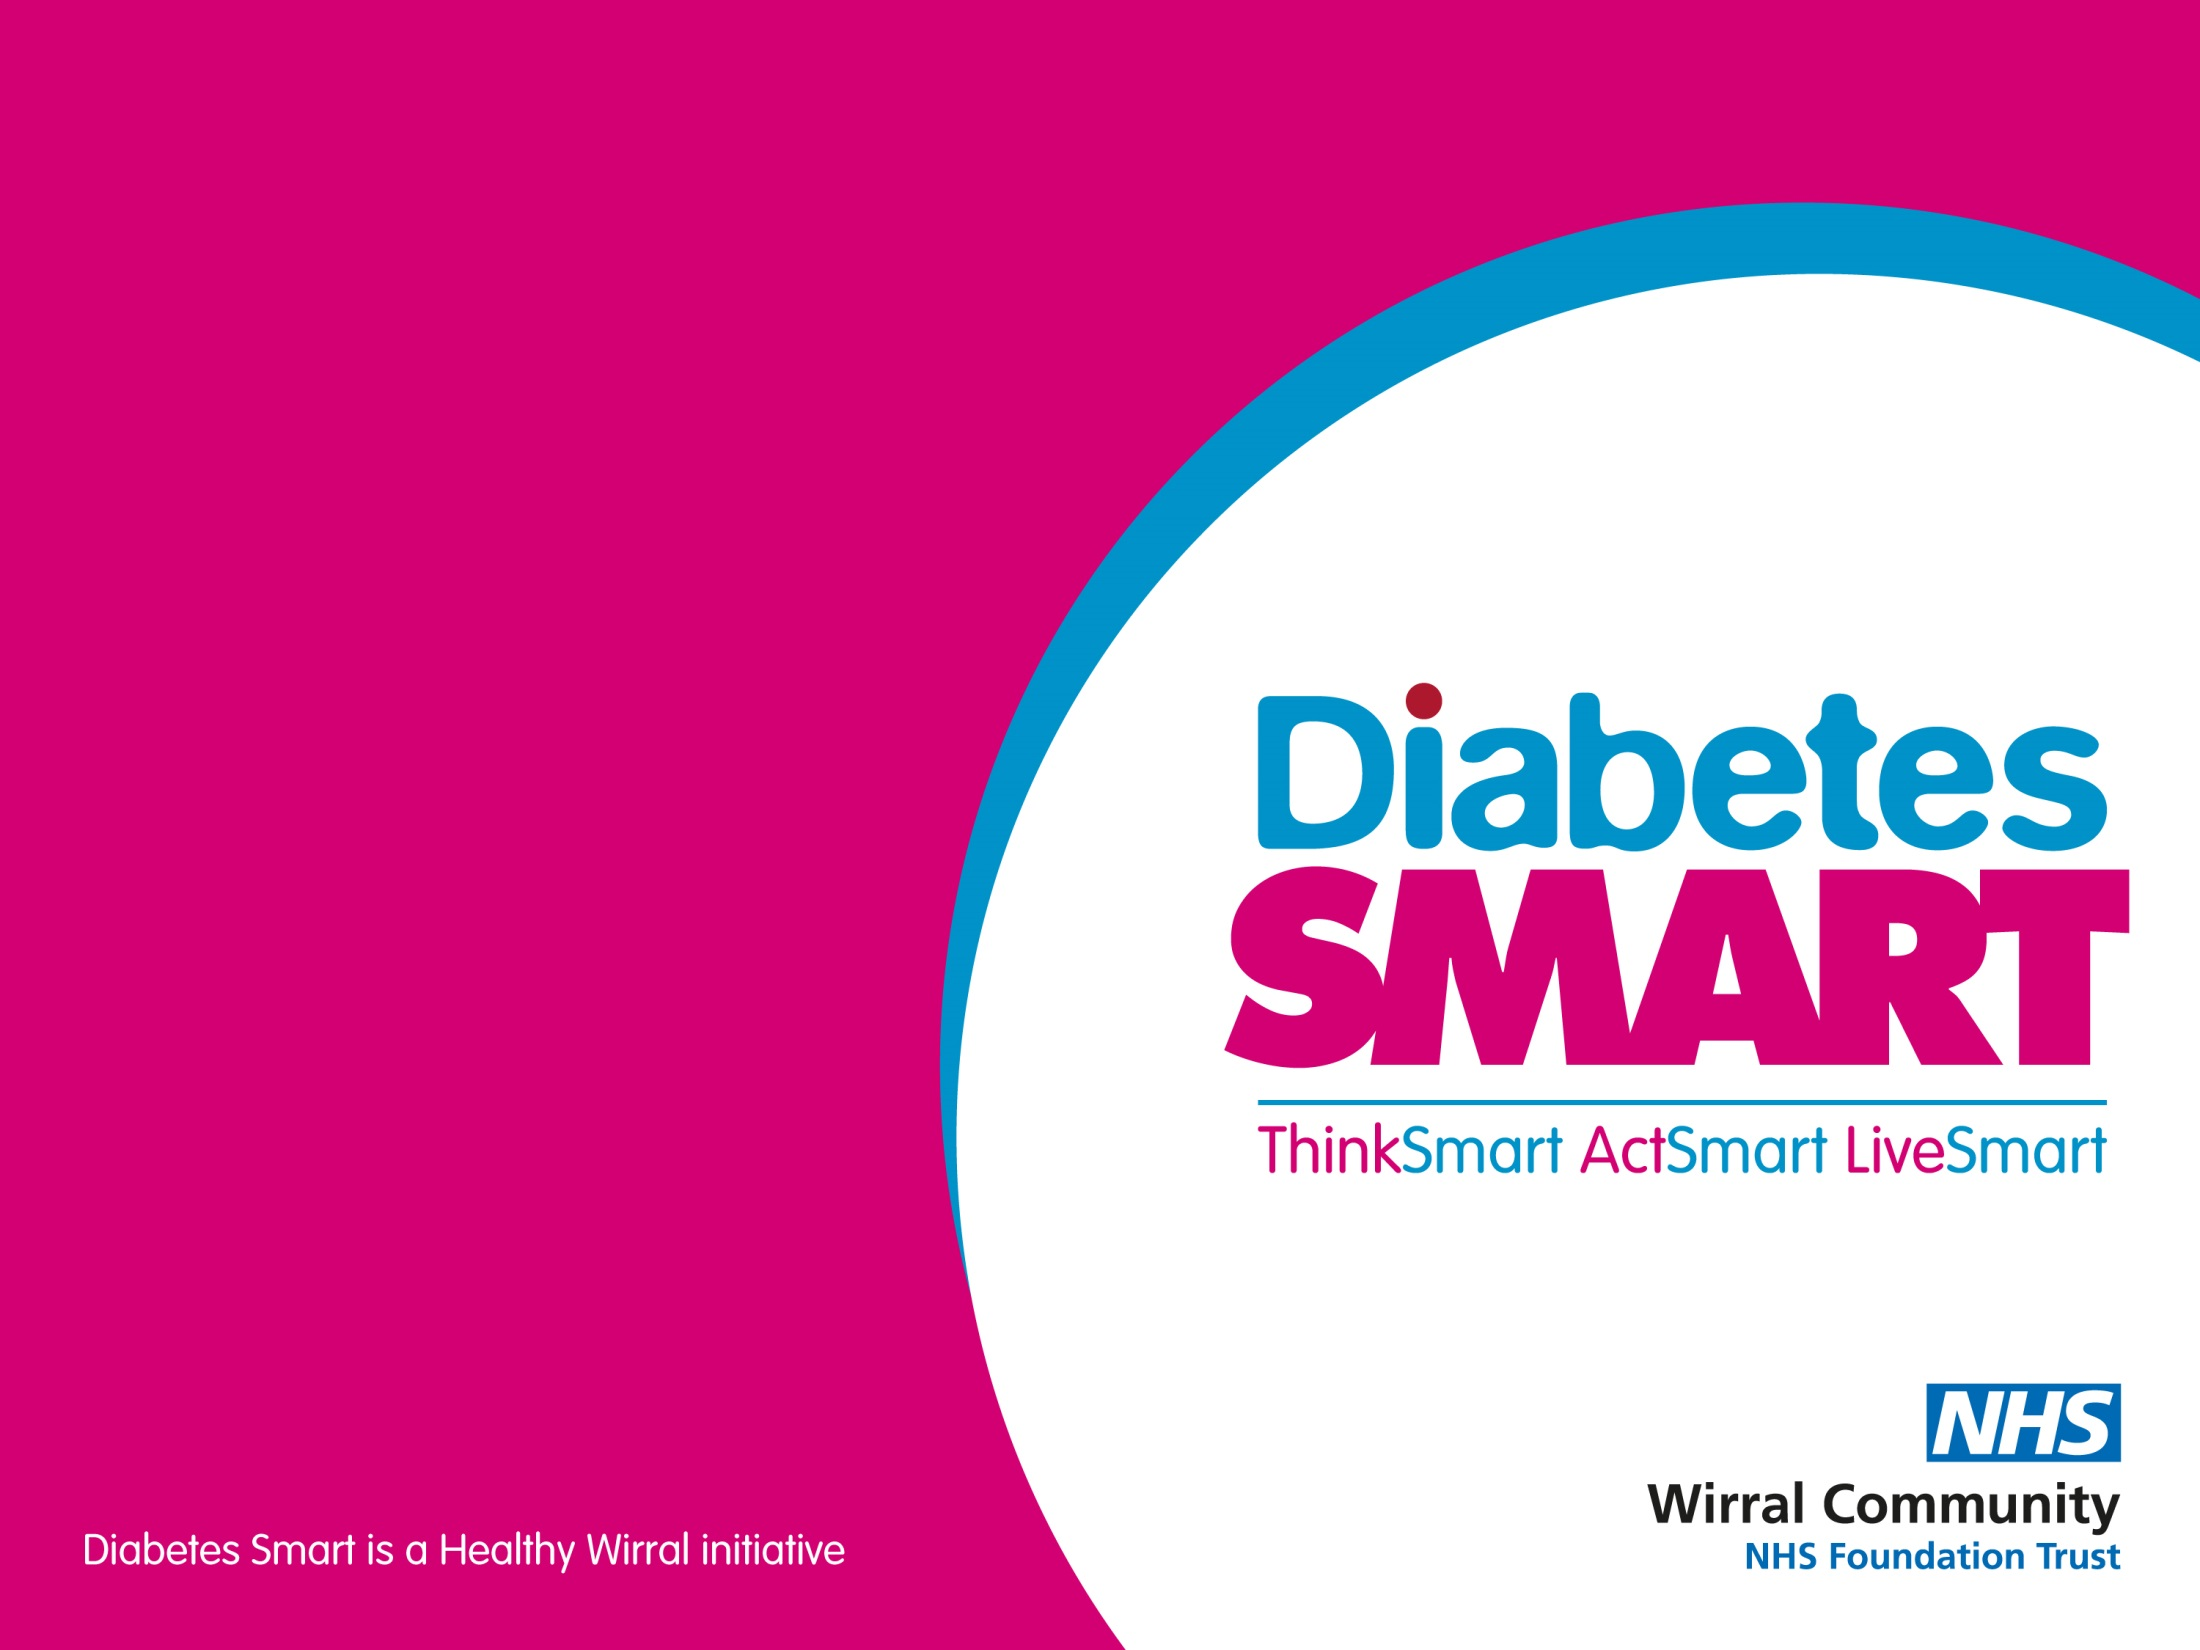 Diabetes
SMART
ThinkSmart ActSmart LiveSmart
NHS
Wirral Community
NHS Foundation Trust
Diabetes Smart is a Healthy Wirral initiative